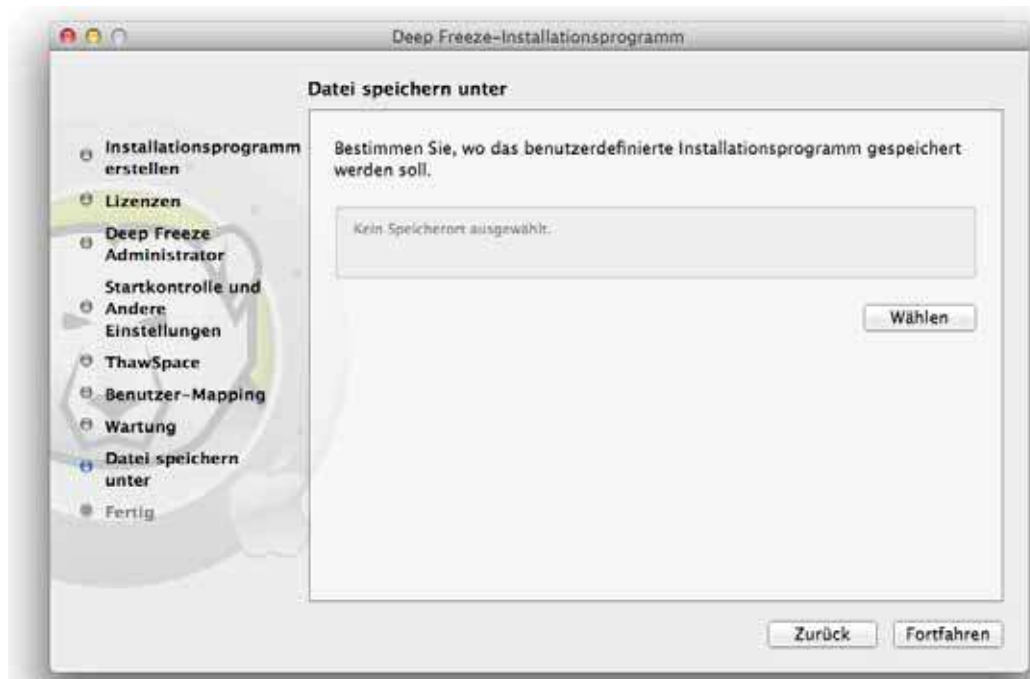 Deep Freeze-Installationsprogramm
Datei speichern unter
Installationsprogramm
erstellen
Lizenzen
Deep Freeze
Administrator
Startkontrolle und
Andere
Einstellungen
ThawSpace
Benutzer-Mapping
Wartung
Datei speichern
unter
Fertig
Bestimmen Sie, wo das benutzerdefinierte Installationsprogramm gespeichert
werden soll.
Kein Speicherort ausgewählt.
Wählen
Zurück
Fortfahren